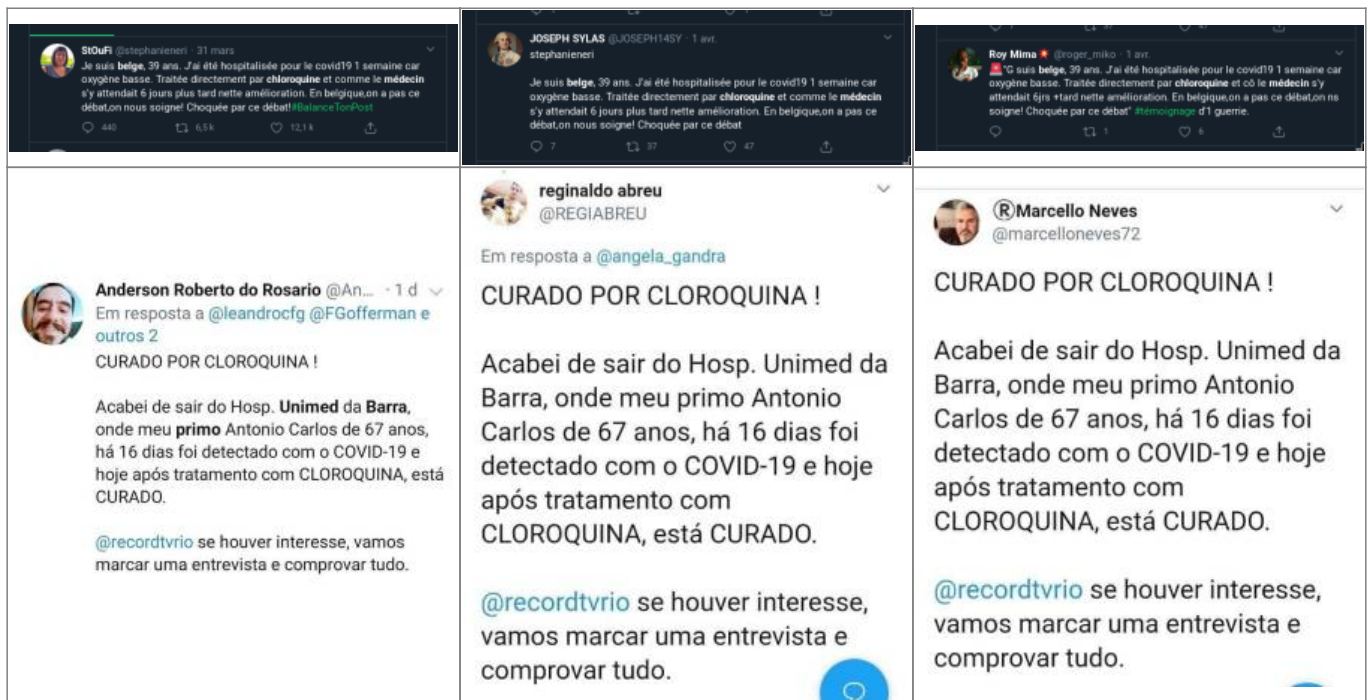 StOuFi @stephanieneri · 31 mars
Je suis belge, 39 ans. J'ai été hospitalisée pour le covid19 1 semaine car
oxygène basse. Traitée directement par chloroquine et comme le médecin
s'y attendait 6 jours plus tard nette amélioration. En belgique,on a pas ce
débat,on nous soigne! Choquée par ce débat!#BalanceTonPost
440 6,5 k 12,1 k
JOSEPH SYLAS @JOSEPH14SY · 1 avr.
stephanieneri
Je suis belge, 39 ans. J'ai été hospitalisée pour le covid19 1 semaine car
oxygène basse. Traitée directement par chloroquine et comme le médecin
s'y attendait 6 jours plus tard nette amélioration. En belgique,on a pas ce
débat,on nous soigne! Choquée par ce débat
7 37 47
Roy Mima @roger_miko · 1 avr.
"G suis belge, 39 ans. J'ai été hospitalisée pour le covid19 1 semaine car
oxygène basse. Traitée directement par chloroquine et cô le médecin s'y
attendait 6jrs +tard nette amélioration. En belgique,on a pas ce débat,on ns
soigne! Choquée par ce débat" #témoignage d'1 guerrie.
1 6
Anderson Roberto do Rosario @An... · 1 d
Em resposta a @leandrocfg @FGofferman e
outros 2
CURADO POR CLOROQUINA !
Acabei de sair do Hosp. Unimed da Barra,
onde meu primo Antonio Carlos de 67 anos,
há 16 dias foi detectado com o COVID-19 e
hoje após tratamento com CLOROQUINA, está
CURADO.
@recordtvrio se houver interesse, vamos
marcar uma entrevista e comprovar tudo.
reginaldo abreu
@REGIABREU
Em resposta a @angela_gandra
CURADO POR CLOROQUINA !
Acabei de sair do Hosp. Unimed da
Barra, onde meu primo Antonio
Carlos de 67 anos, há 16 dias foi
detectado com o COVID-19 e hoje
após tratamento com
CLOROQUINA, está CURADO.
@recordtvrio se houver interesse,
vamos marcar uma entrevista e
comprovar tudo.
ⓇMarcello Neves
@marcelloneves72
CURADO POR CLOROQUINA !
Acabei de sair do Hosp. Unimed da
Barra, onde meu primo Antonio
Carlos de 67 anos, há 16 dias foi
detectado com o COVID-19 e hoje
após tratamento com
CLOROQUINA, está CURADO.
@recordtvrio se houver interesse,
vamos marcar uma entrevista e
comprovar tudo.